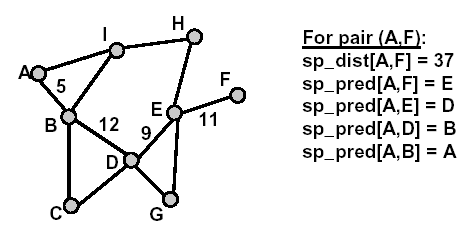 H
I
For pair (A,F):
sp_dist[A,F] = 37
sp_pred[A,F] = E
sp_pred[A,E] = D
sp_pred[A,D] = B
sp_pred[A,B] = A
A
5
F
E
11
B
12
9
D
C
G